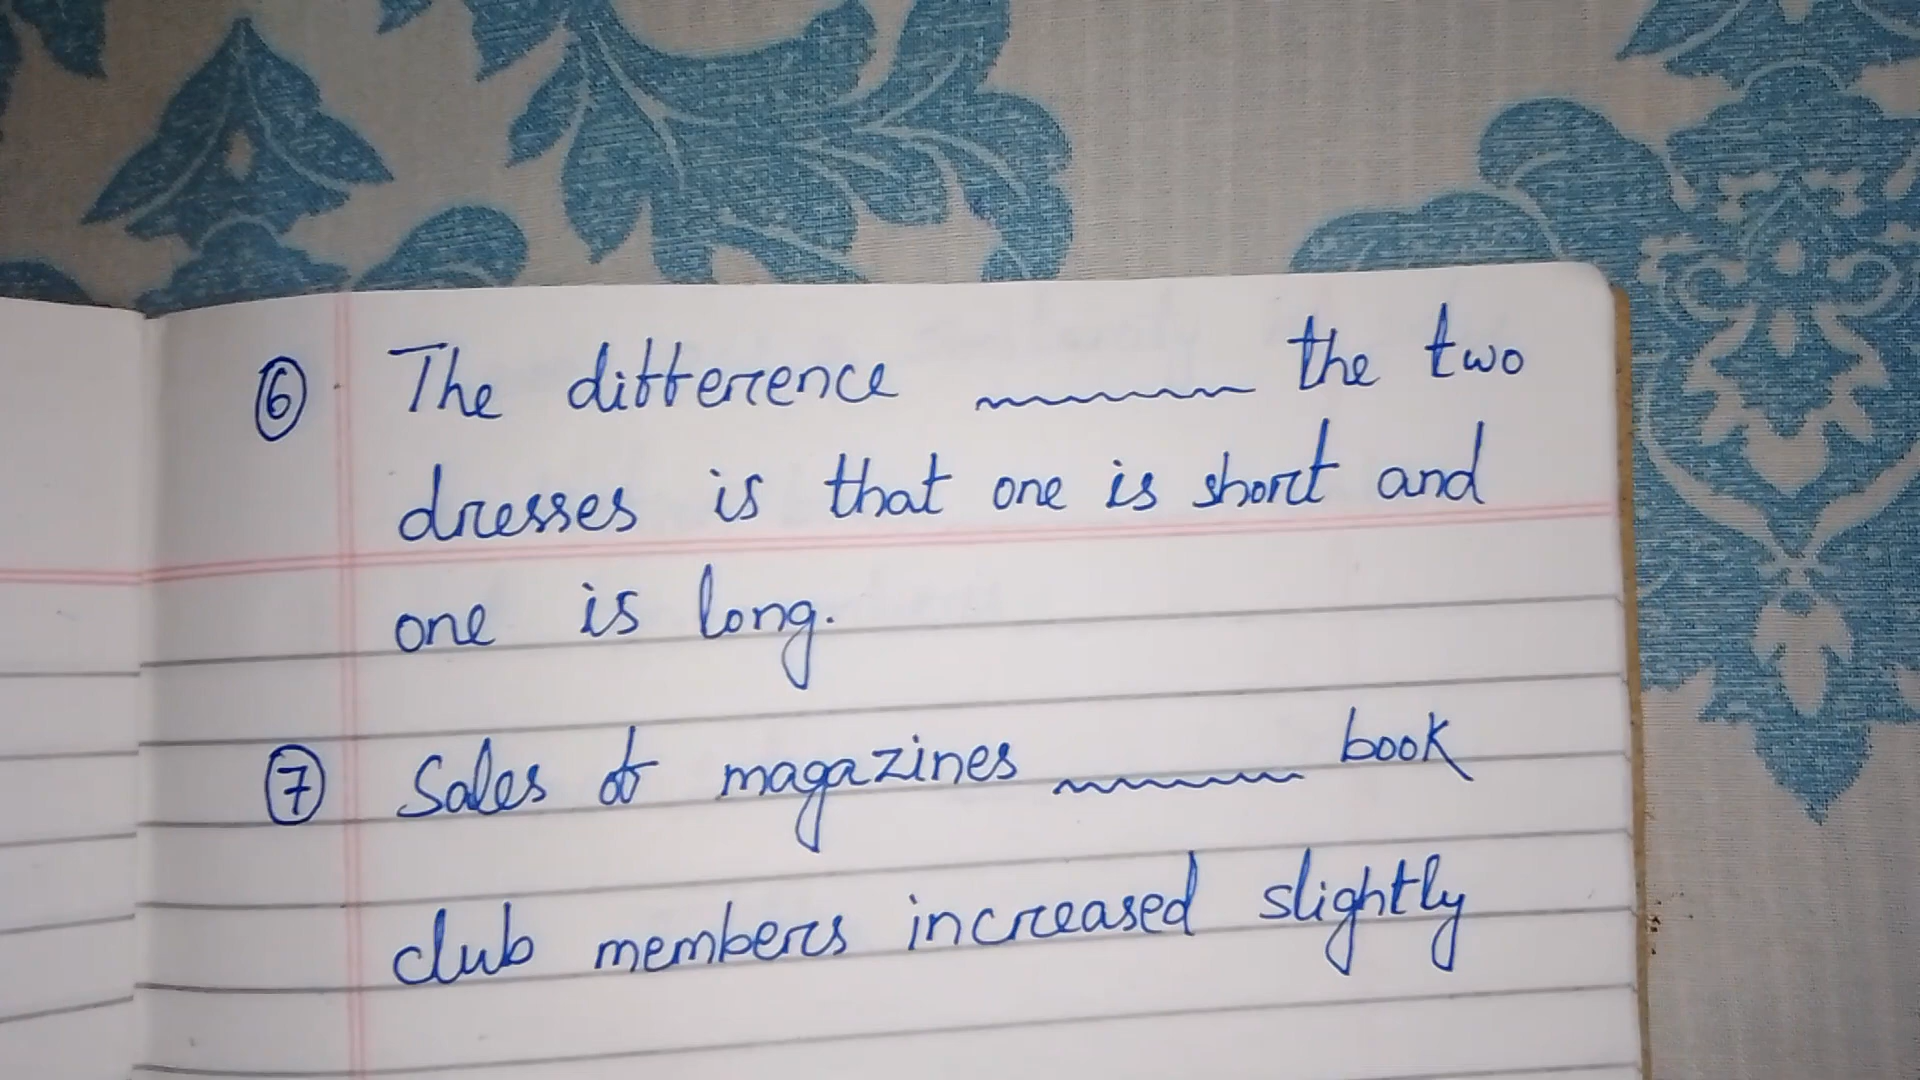 6 The difference ______ the two
dresses is that one is short and
one is long.
7 Sales of magazines ______ book
club members increased slightly